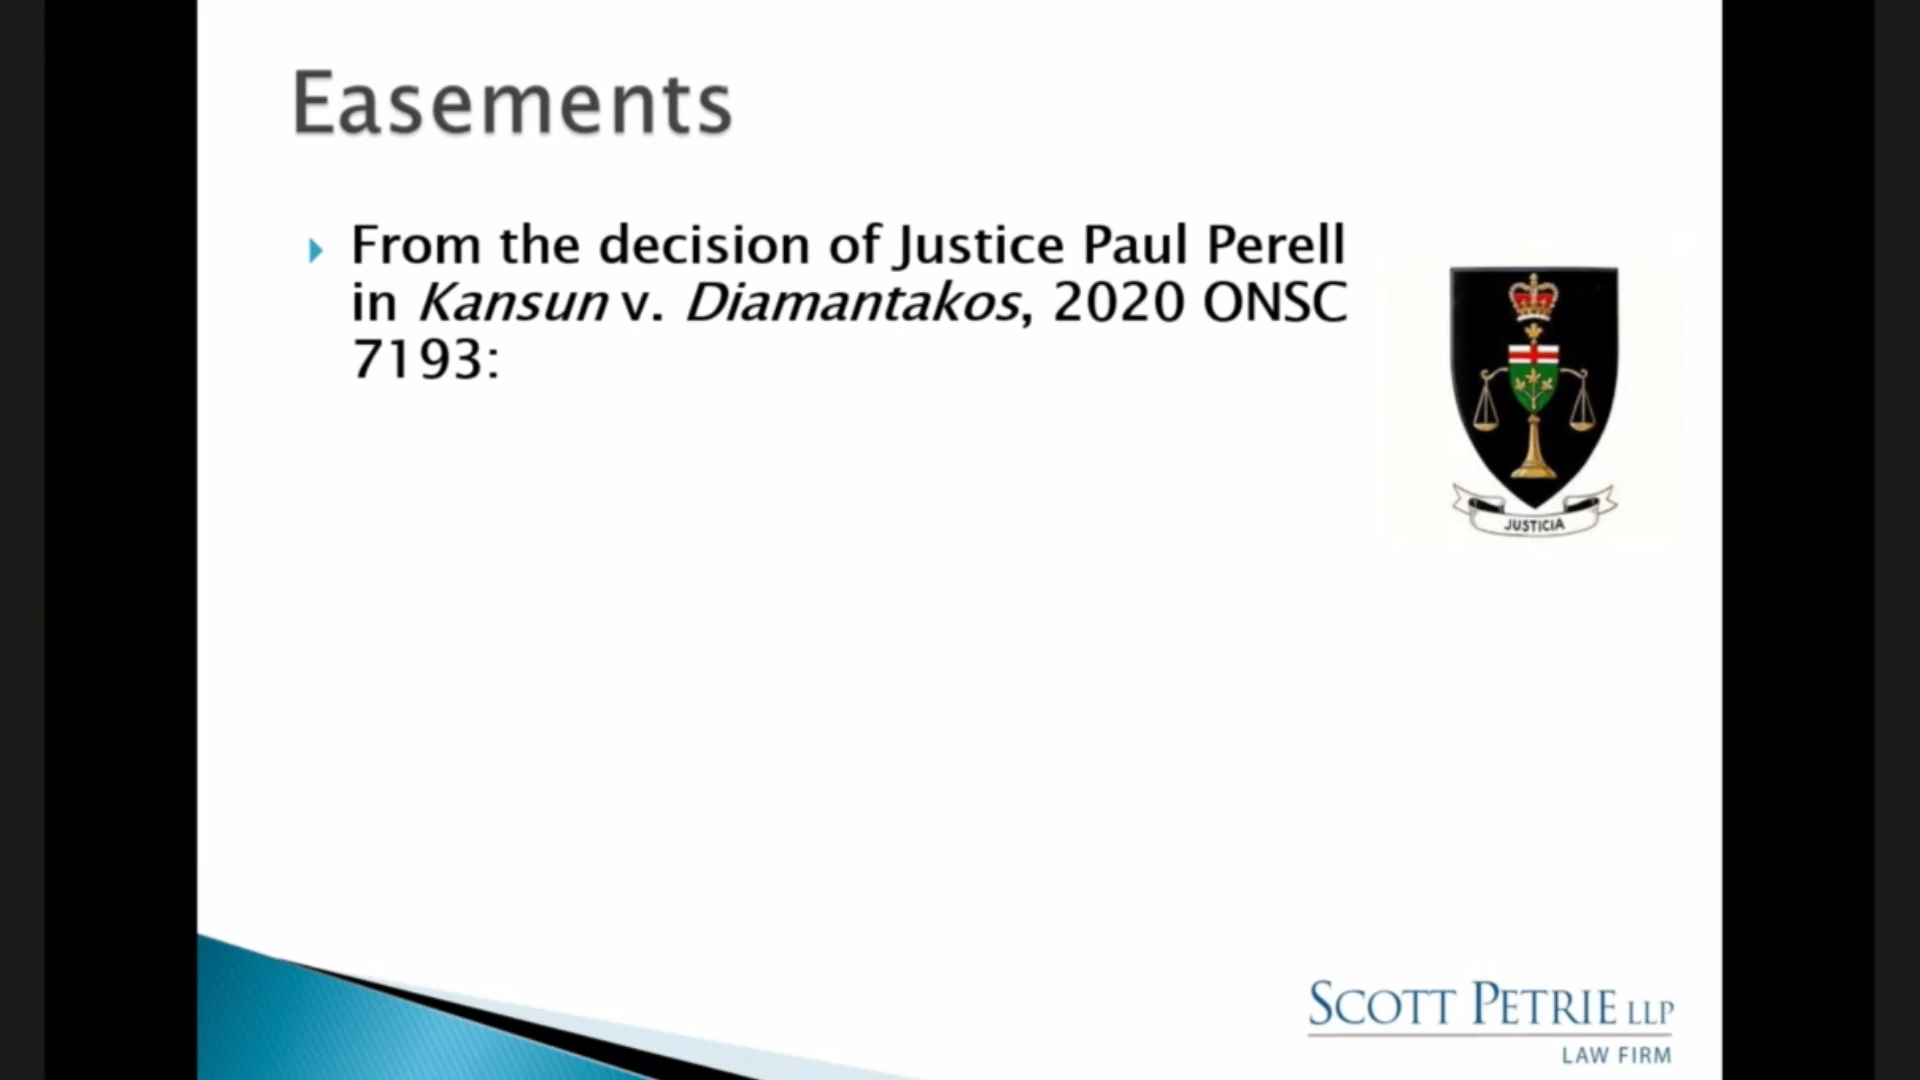 Easements
From the decision of Justice Paul Perell
in Kansun v. Diamantakos, 2020 ONSC
7193:
JUSTICIA
SCOTT PETRIE LLP
LAW FIRM